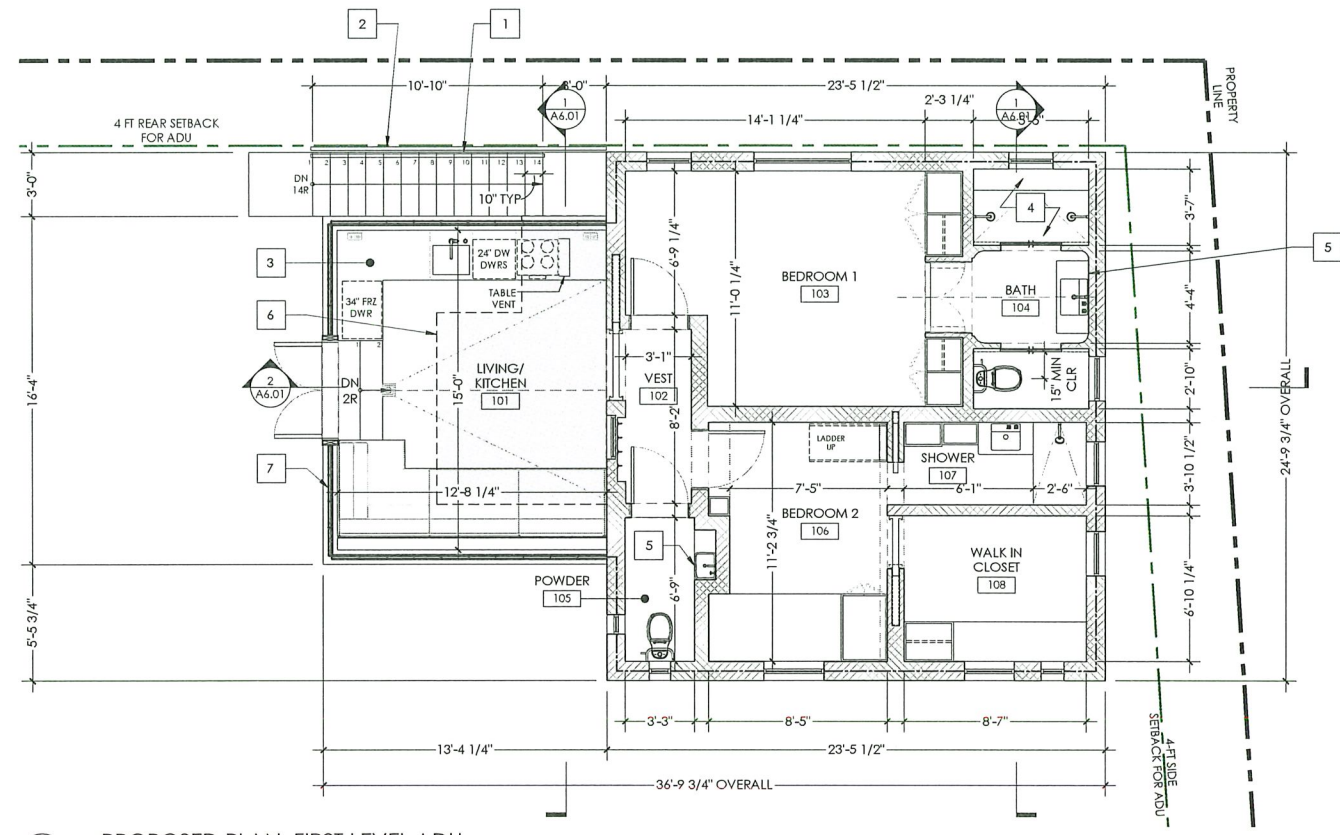 2
1
10'-10"
3'-0"
23'-5 1/2"
PROPERTY
LINE
4 FT REAR SETBACK
FOR ADU
1
A6.01
2'-3 1/4"
1
A6.01
14'-1 1/4"
5'-5"
3'-0"
DN
14R
2 3 4 5 6 7 8 9 10 11 12 13 14
10" TYP
4
3'-7"
3
24" DW
DWRS
6'-9 1/4"
5
BEDROOM 1
103
BATH
104
34" FRZ
DWR
TABLE
VENT
6
11'-0 1/4"
4'-4"
1 2
3'-1"
LIVING/
KITCHEN
101
VEST
102
2
A6.01
DN
2R
15'-0"
16'-4"
15" MIN
CLR
2'-10"
24'-9 3/4" OVERALL
8'-2"
LADDER
UP
SHOWER
107
7
12'-8 1/4"
7'-5"
6'-1"
2'-6"
3'-10 1/2"
BEDROOM 2
106
11'-2 3/4"
5
WALK IN
CLOSET
108
POWDER
105
6'-9"
6'-10 1/4"
5'-5 3/4"
3'-3"
8'-5"
8'-7"
4-FT SIDE
SETBACK FOR ADU
13'-4 1/4"
23'-5 1/2"
36'-9 3/4" OVERALL
PROPOSED PLAN, FIRST LEVEL ADU